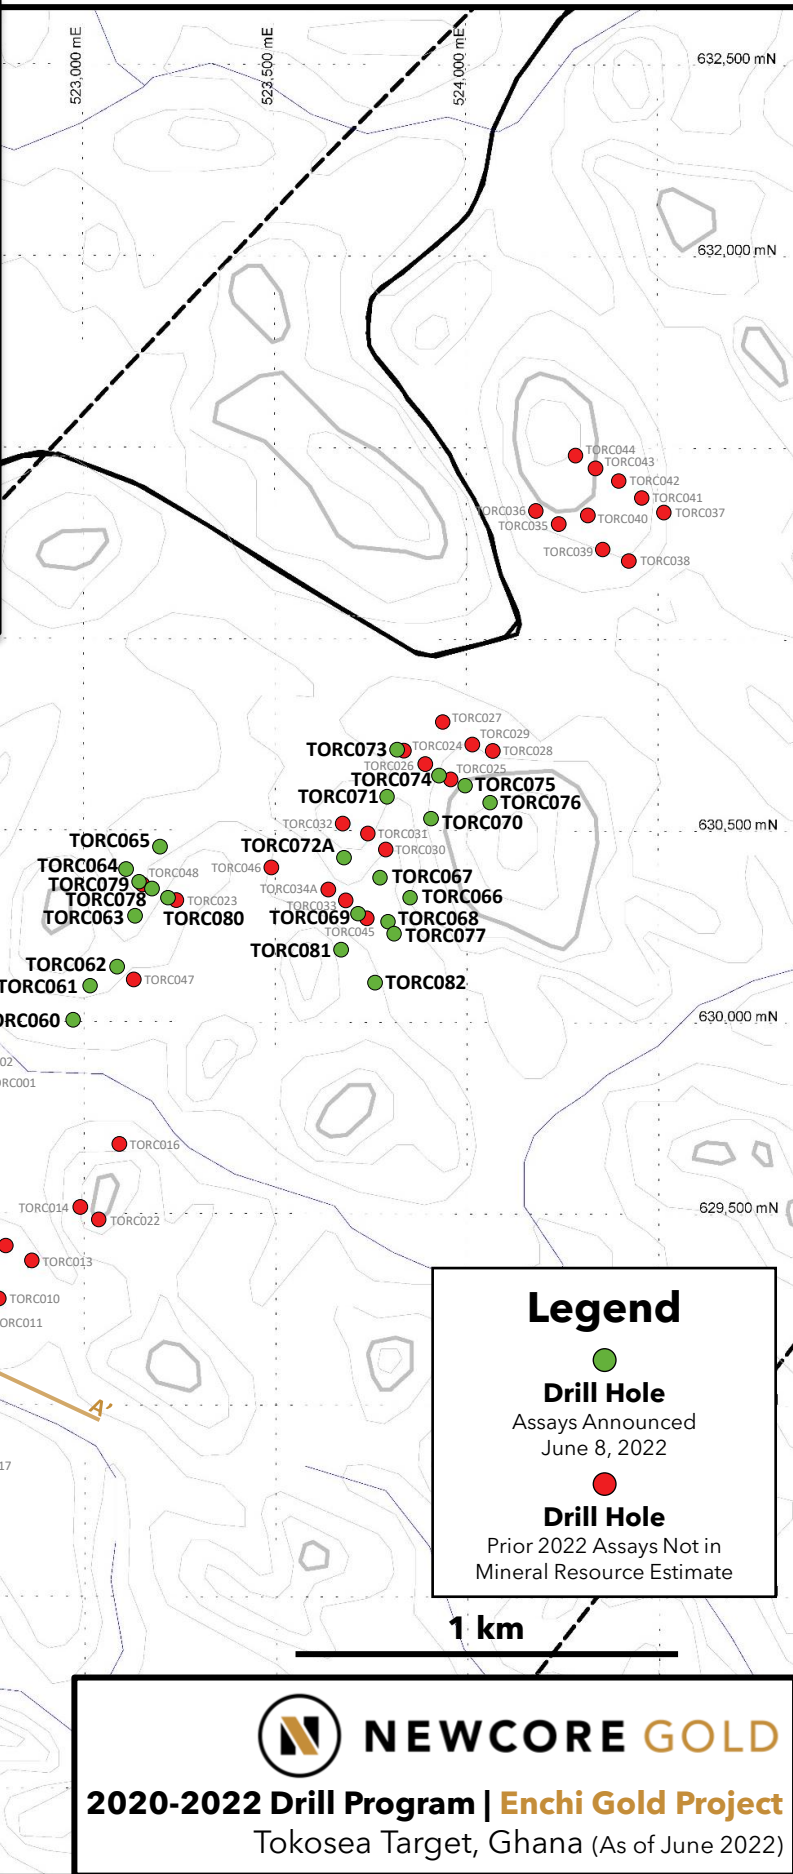 523,000 mE
523,500 mE
524,000 mE
632,500 mN
632,000 mN
TORC044
TORC043
TORC042
TORC041
TORC036
TORC037
TORC040
TORC035
TORC039
TORC038
TORC027
TORC029
TORC073
TORC024
TORC028
TORC026
TORC025
TORC074
TORC075
TORC071
TORC076
TORC070
TORC032
630,500 mN
TORC031
TORC065
TORC072A
TORC030
TORC064
TORC046
TORC048
TORC067
TORC079
TORC034A
TORC078
TORC023
TORC066
TORC033
TORC063
TORC080
TORC069
TORC068
TORC045
TORC077
TORC081
TORC062
TORC047
TORC082
TORC061
ORC060
630,000 mN
02
RC001
TORC016
TORC014
629,500 mN
TORC022
TORC013
TORC010
ORC011
A'
17
Legend
Drill Hole
Assays Announced
June 8, 2022
Drill Hole
Prior 2022 Assays Not in
Mineral Resource Estimate
1 km
N NEWCORE GOLD
2020-2022 Drill Program | Enchi Gold Project
Tokosea Target, Ghana (As of June 2022)